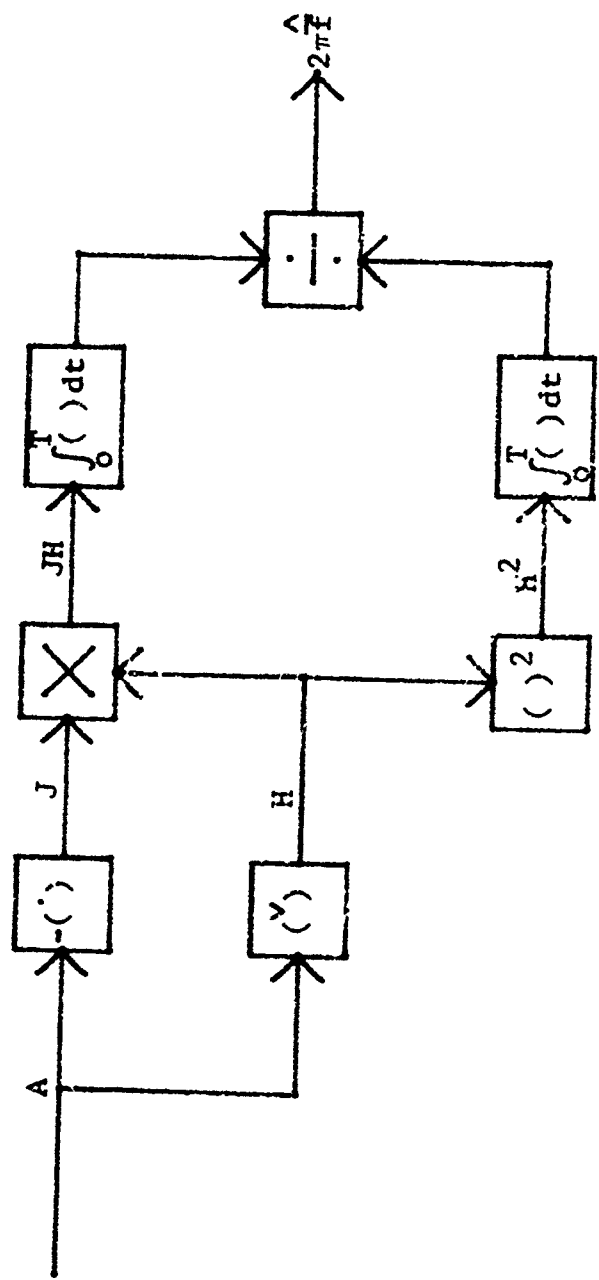 A
-(·)
J
×
JH
∫₀ᵀ( )dt
(ˇ)
H
( )²
H²
∫₀ᵀ( )dt
÷
2πf̂